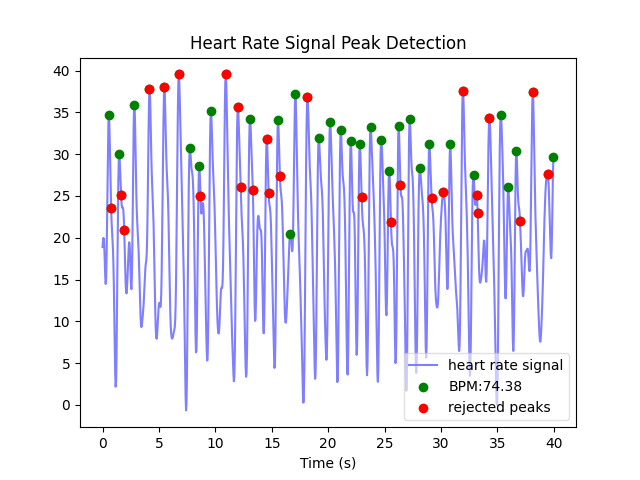 Heart Rate Signal Peak Detection
40
35
30
25
20
15
10
5
0
heart rate signal
BPM:74.38
rejected peaks
0 5 10 15 20 25 30 35 40
Time (s)